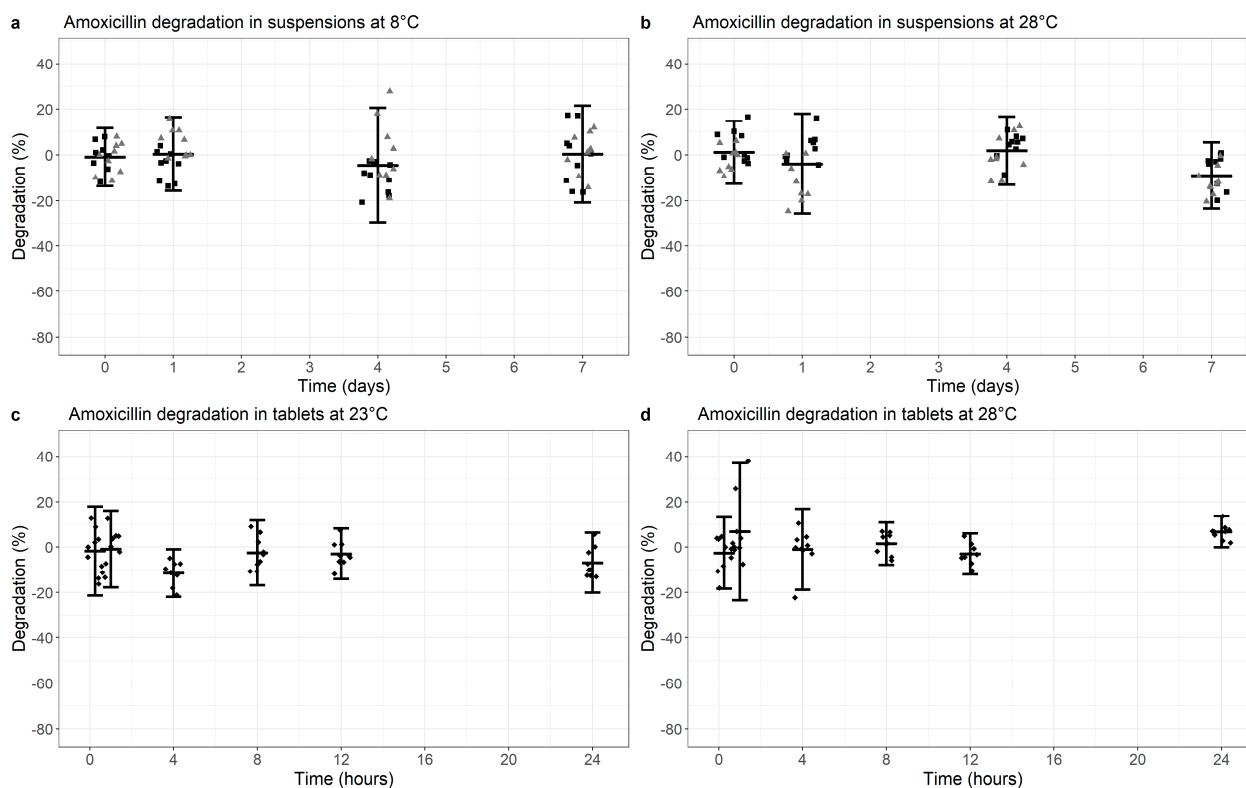 a Amoxicillin degradation in suspensions at 8°C
40
20
0
-20
-40
-60
-80
Degradation (%)
0 1 2 3 4 5 6 7
Time (days)
b Amoxicillin degradation in suspensions at 28°C
40
20
0
-20
-40
-60
-80
Degradation (%)
0 1 2 3 4 5 6 7
Time (days)
c Amoxicillin degradation in tablets at 23°C
40
20
0
-20
-40
-60
-80
Degradation (%)
0 4 8 12 16 20 24
Time (hours)
d Amoxicillin degradation in tablets at 28°C
40
20
0
-20
-40
-60
-80
Degradation (%)
0 4 8 12 16 20 24
Time (hours)